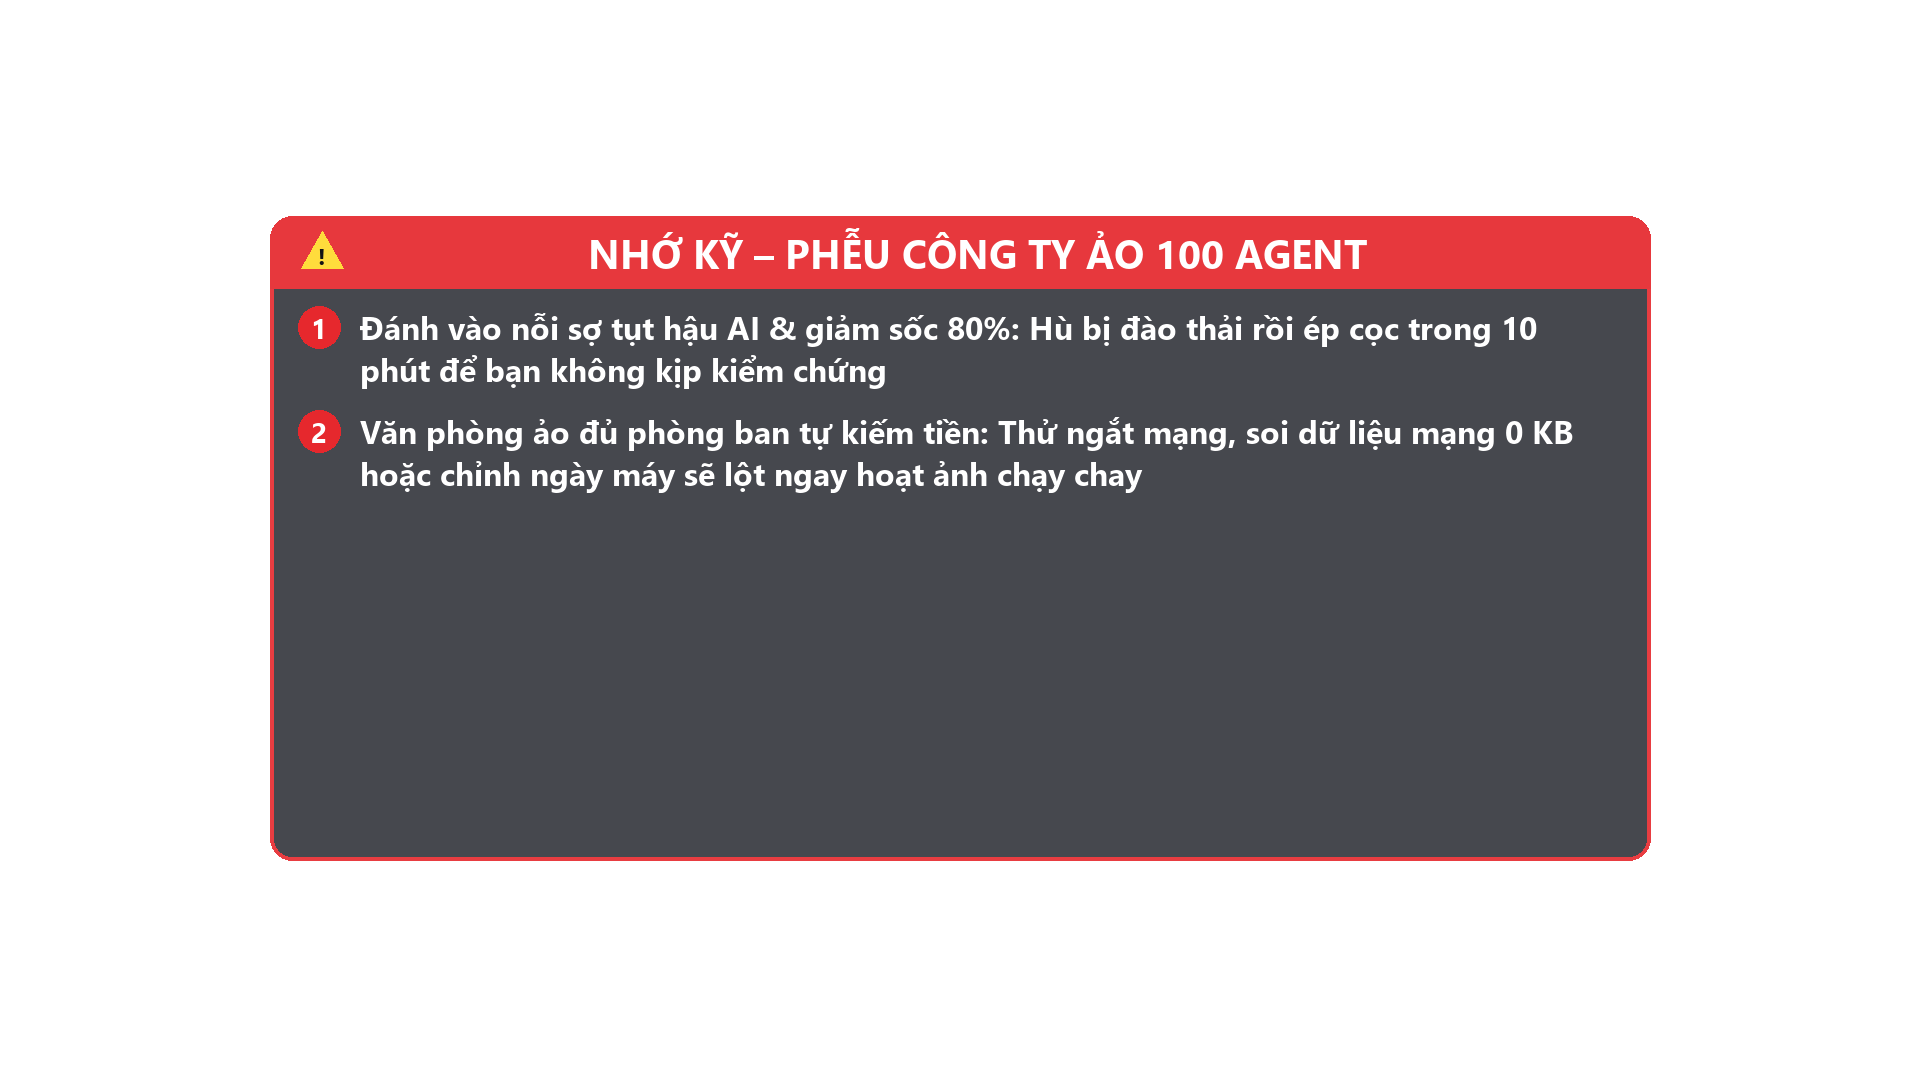 NHỚ KỸ – PHỄU CÔNG TY ẢO 100 AGENT
1 Đánh vào nỗi sợ tụt hậu AI & giảm sốc 80%: Hù bị đào thải rồi ép cọc trong 10
phút để bạn không kịp kiểm chứng
2 Văn phòng ảo đủ phòng ban tự kiếm tiền: Thử ngắt mạng, soi dữ liệu mạng 0 KB
hoặc chỉnh ngày máy sẽ lột ngay hoạt ảnh chạy chay